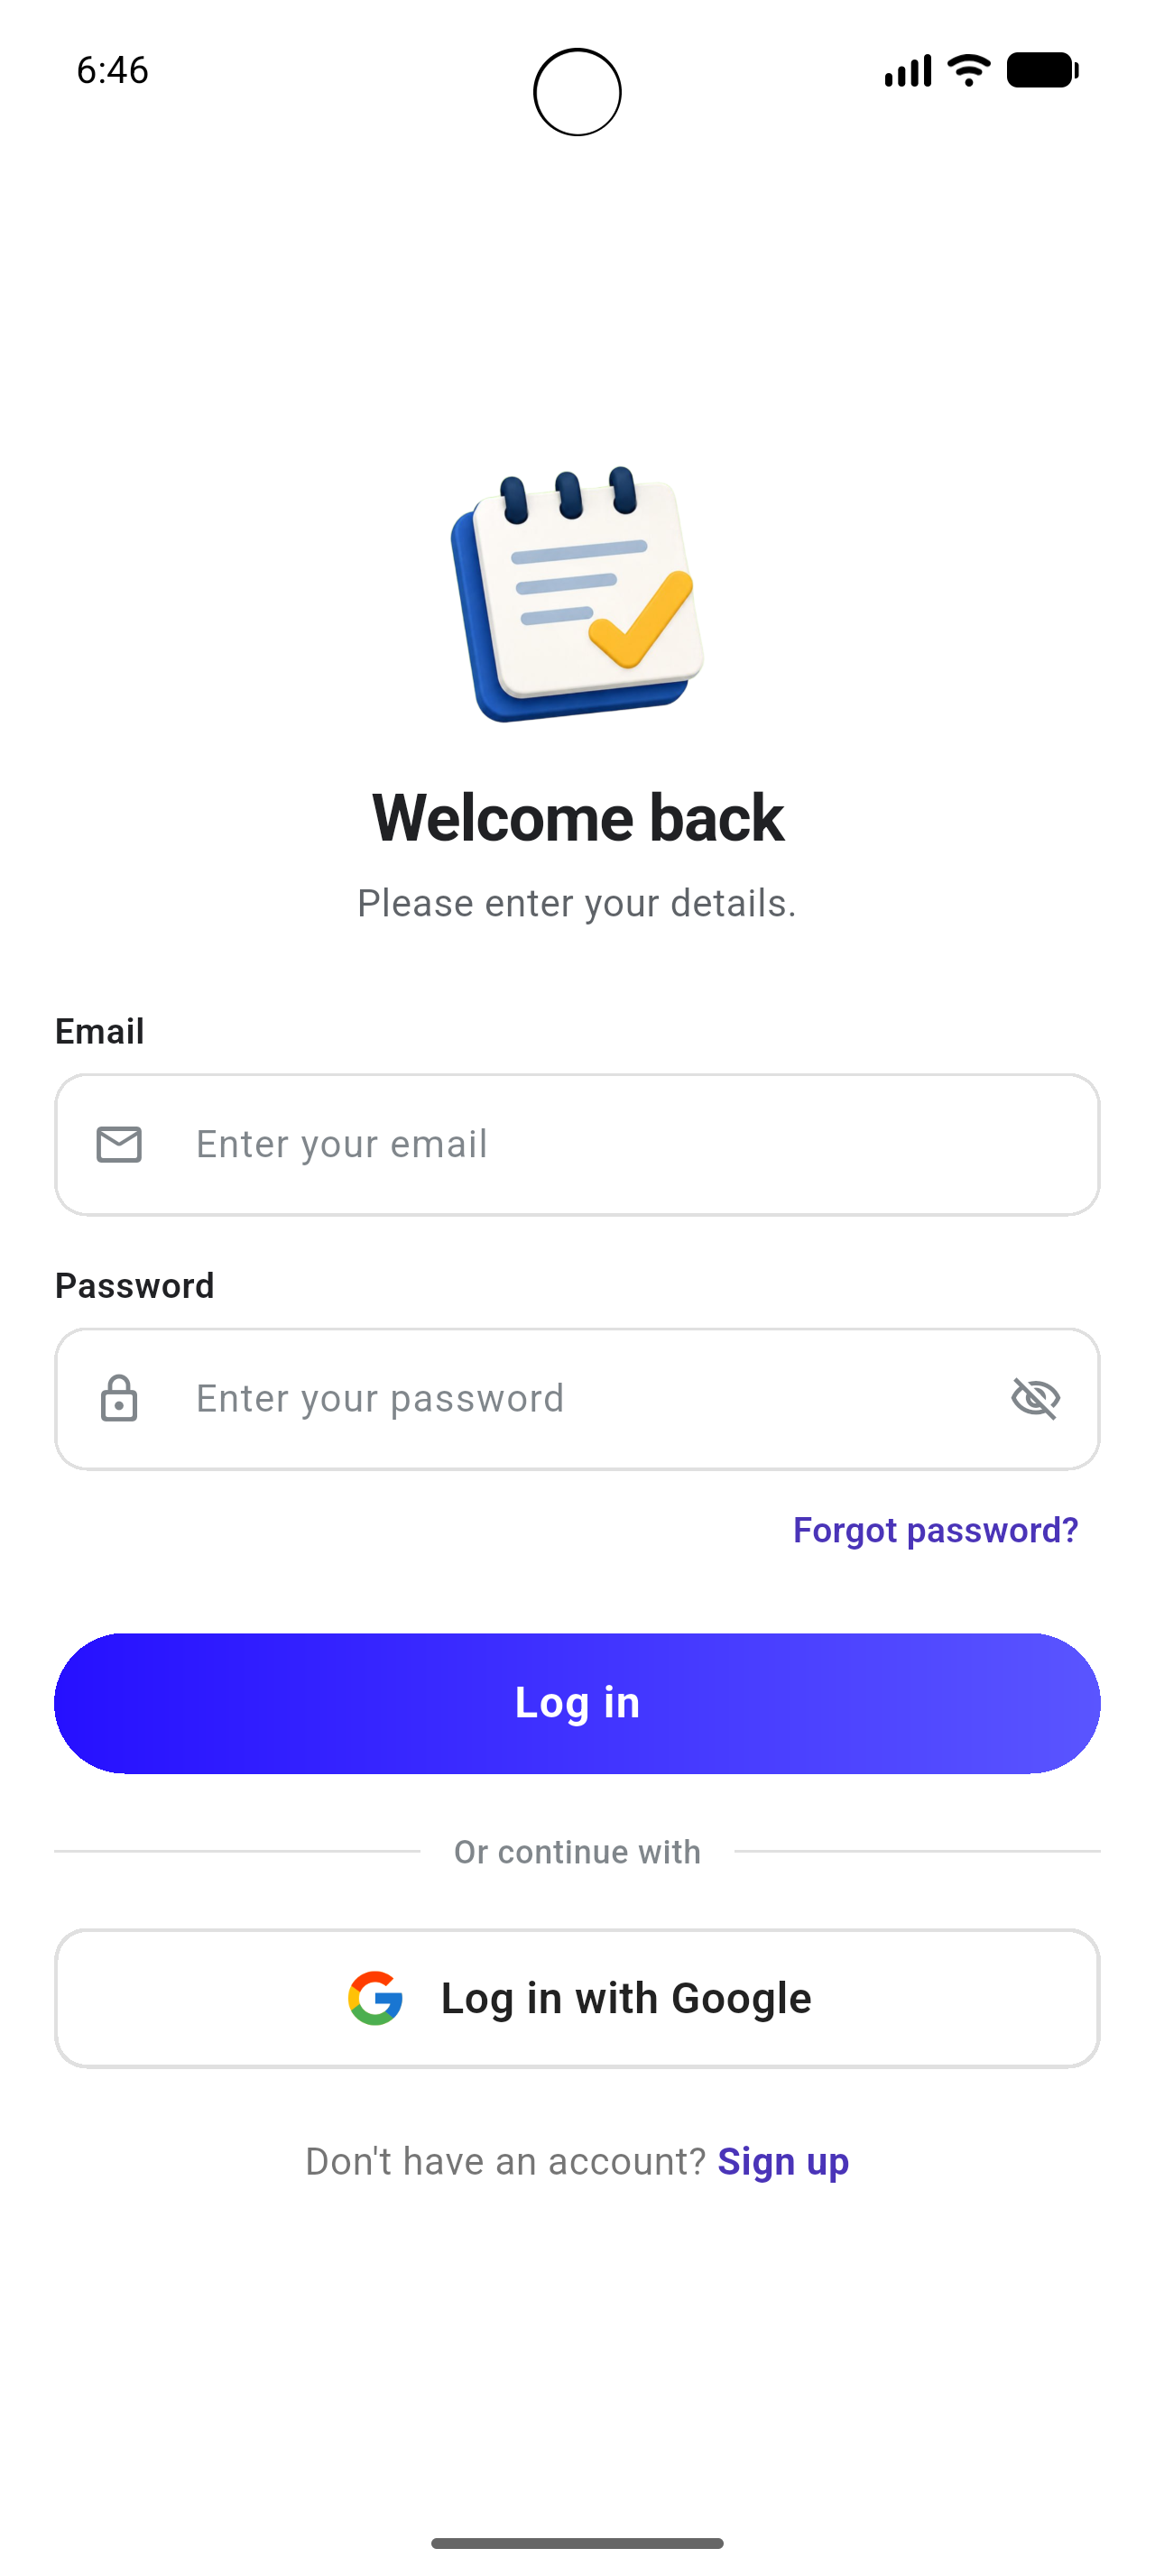 6:46
Welcome back
Please enter your details.
Email
Enter your email
Password
Enter your password
Forgot password?
Log in
Or continue with
Log in with Google
Don't have an account? Sign up